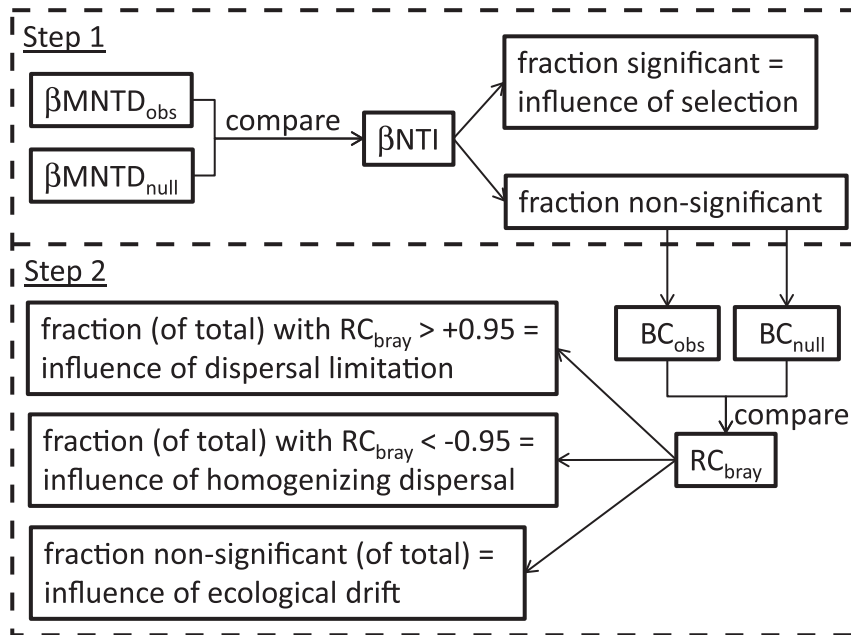 Step 1
βMNTDobs
βMNTDnull
compare
βNTI
fraction significant =
influence of selection
fraction non-significant
Step 2
BCobs
BCnull
compare
RCbray
fraction (of total) with RCbray > +0.95 =
influence of dispersal limitation
fraction (of total) with RCbray < -0.95 =
influence of homogenizing dispersal
fraction non-significant (of total) =
influence of ecological drift